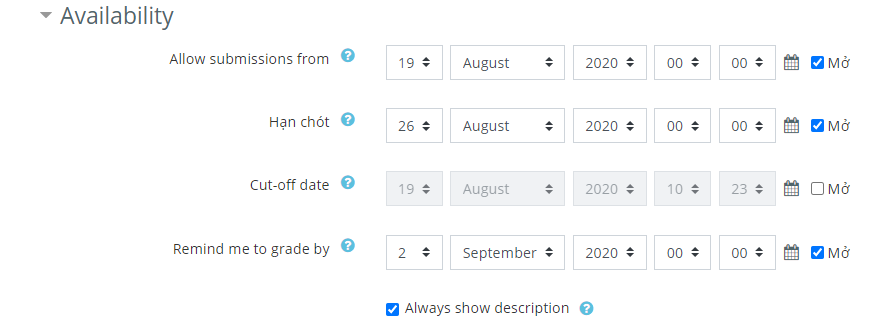 Availability
Allow submissions from 19 August 2020 00 00 Mở
Hạn chót 26 August 2020 00 00 Mở
Cut-off date 19 August 2020 10 23 Mở
Remind me to grade by 2 September 2020 00 00 Mở
Always show description